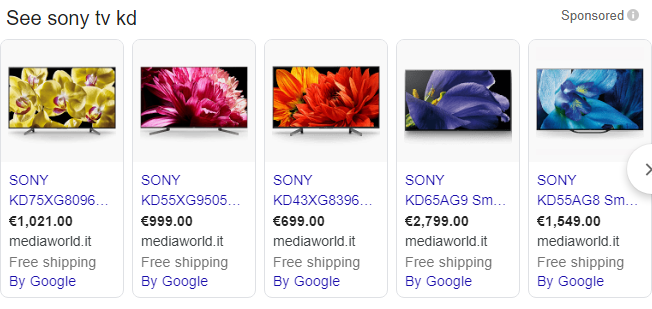 See sony tv kd
Sponsored
SONY
KD75XG8096...
€1,021.00
mediaworld.it
Free shipping
By Google
SONY
KD55XG9505...
€999.00
mediaworld.it
Free shipping
By Google
SONY
KD43XG8396...
€699.00
mediaworld.it
Free shipping
By Google
SONY
KD65AG9 Sm...
€2,799.00
mediaworld.it
Free shipping
By Google
SONY
KD55AG8 Sm...
€1,549.00
mediaworld.it
Free shipping
By Google